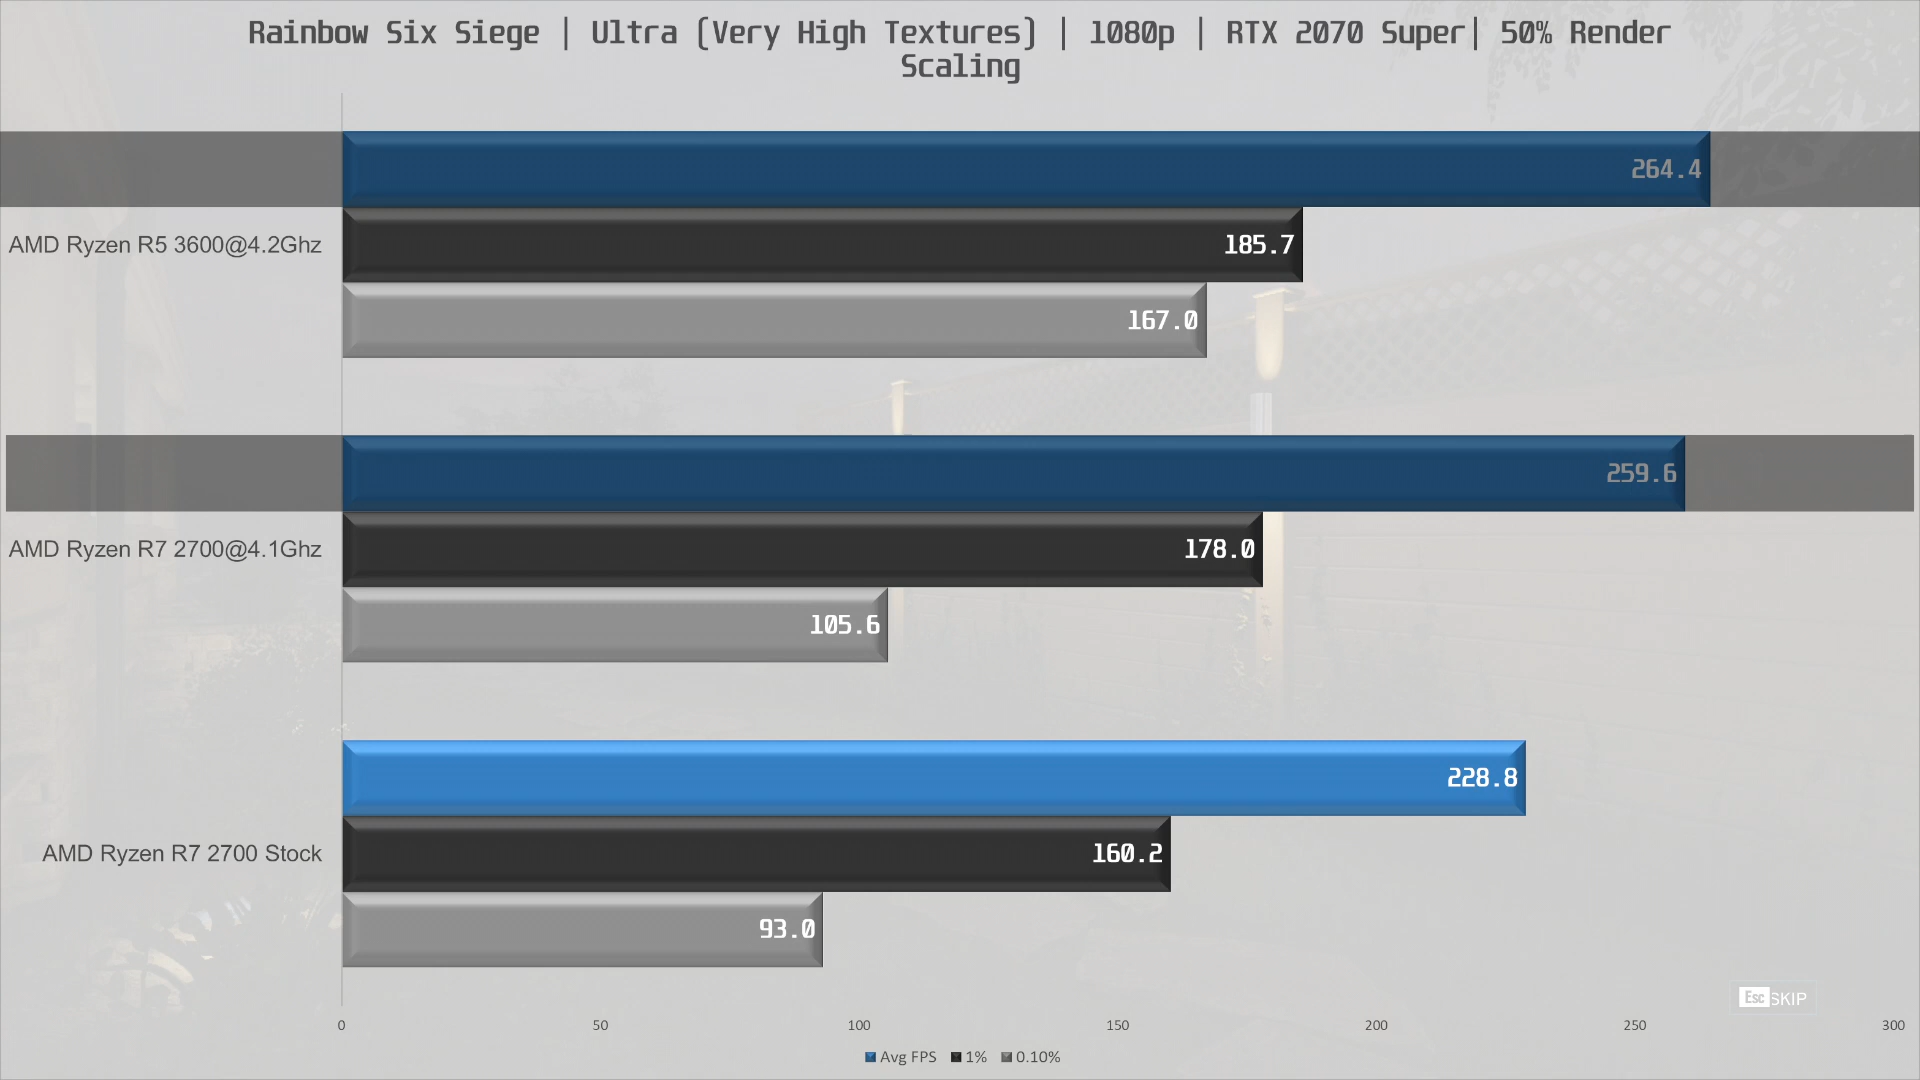 Rainbow Six Siege | Ultra (Very High Textures) | 1080p | RTX 2070 Super| 50% Render
Scaling
264.4
AMD Ryzen R5 3600@4.2Ghz
185.7
167.0
259.6
AMD Ryzen R7 2700@4.1Ghz
178.0
105.6
228.8
AMD Ryzen R7 2700 Stock
160.2
93.0
Esc SKIP
0 50 100 150 200 250 300
Avg FPS 1% 0.10%